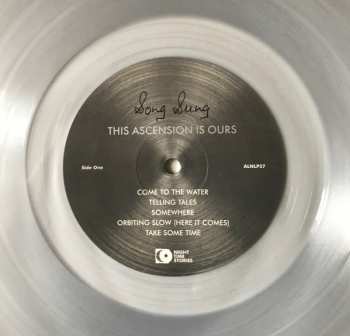 Song Sung
THIS ASCENSION IS OURS
Side One
ALNLP57
COME TO THE WATER
TELLING TALES
SOMEWHERE
ORBITING SLOW (HERE IT COMES)
TAKE SOME TIME
NIGHT
TIME
STORIES